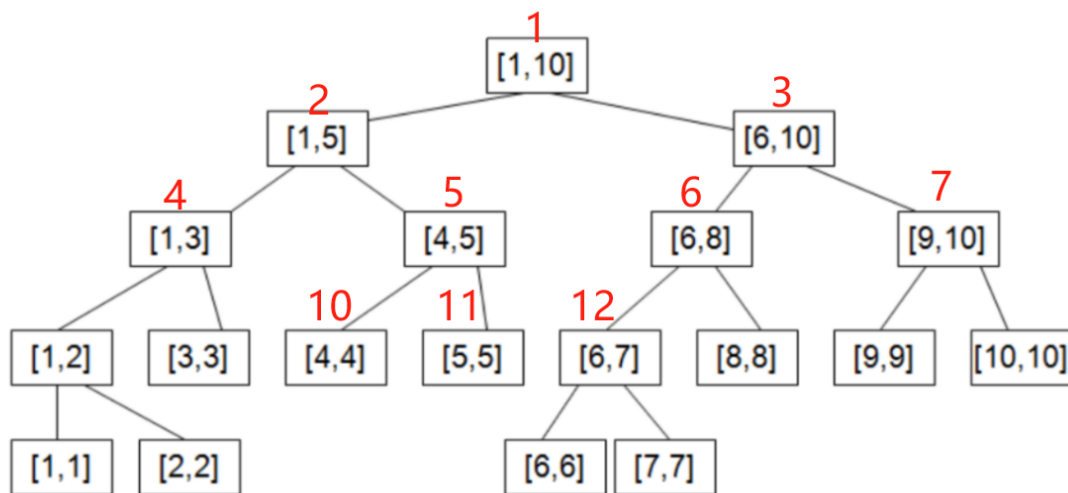 1
[1,10]
2 3
[1,5] [6,10]
4 5 6 7
[1,3] [4,5] [6,8] [9,10]
10 11 12
[1,2] [3,3] [4,4] [5,5] [6,7] [8,8] [9,9] [10,10]
[1,1] [2,2] [6,6] [7,7]